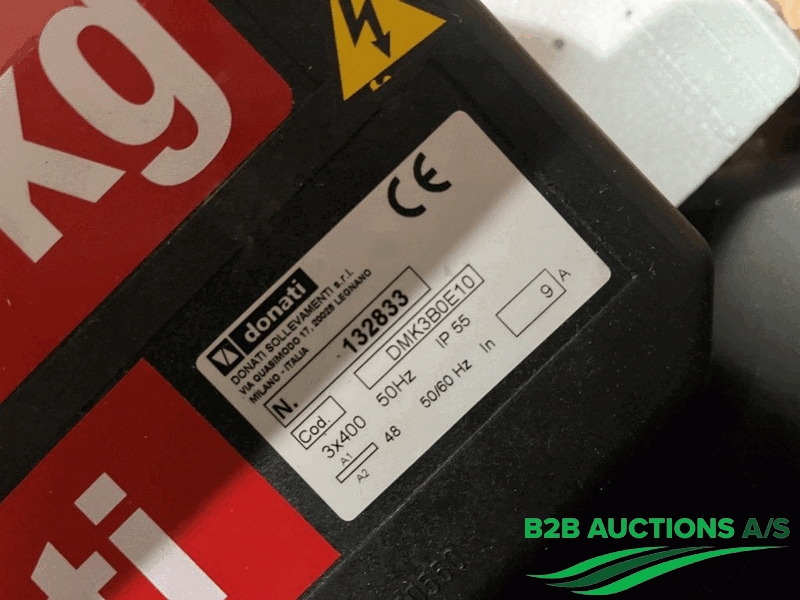 kg
CE
donati
DONATI SOLLEVAMENTI s.r.l.
VIA QUASIMODO 17, 20025 LEGNANO
MILANO - ITALIA
N. 132833
Cod. DMK3B0E10
3x400 50Hz IP 55
A1
A2
48 50/60 Hz In 9 A
ti
B2B AUCTIONS A/S